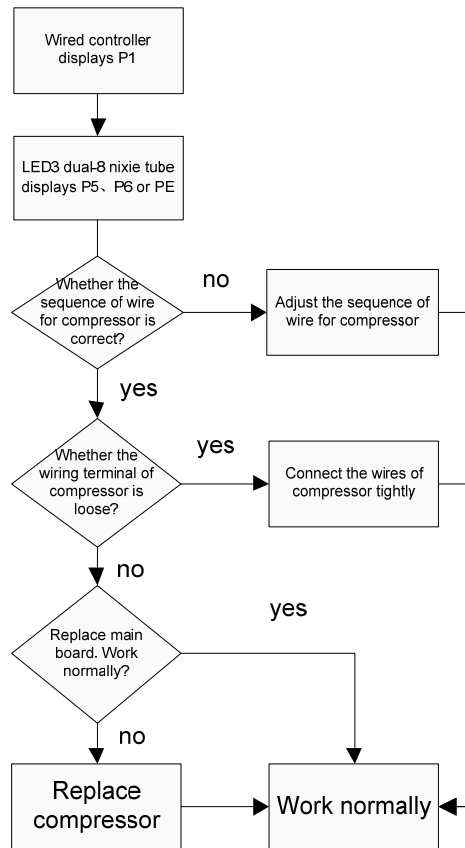 Wired controller
displays P1
LED3 dual-8 nixie tube
displays P5、P6 or PE
Whether the
sequence of wire
for compressor is
correct?
no
Adjust the sequence of
wire for compressor
yes
Whether the
wiring terminal of
compressor is
loose?
yes
Connect the wires of
compressor tightly
no
Replace main
board. Work
normally?
yes
no
Replace
compressor
Work normally